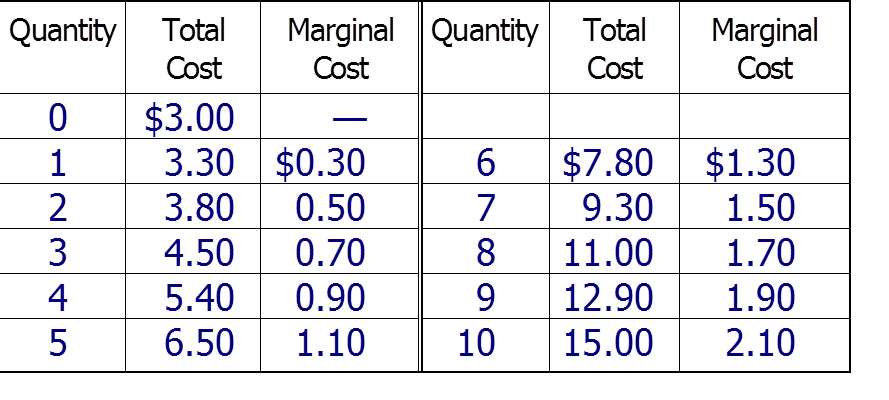 Quantity Total Cost Marginal Cost Quantity Total Cost Marginal Cost
0 $3.00 —
1 3.30 $0.30 6 $7.80 $1.30
2 3.80 0.50 7 9.30 1.50
3 4.50 0.70 8 11.00 1.70
4 5.40 0.90 9 12.90 1.90
5 6.50 1.10 10 15.00 2.10